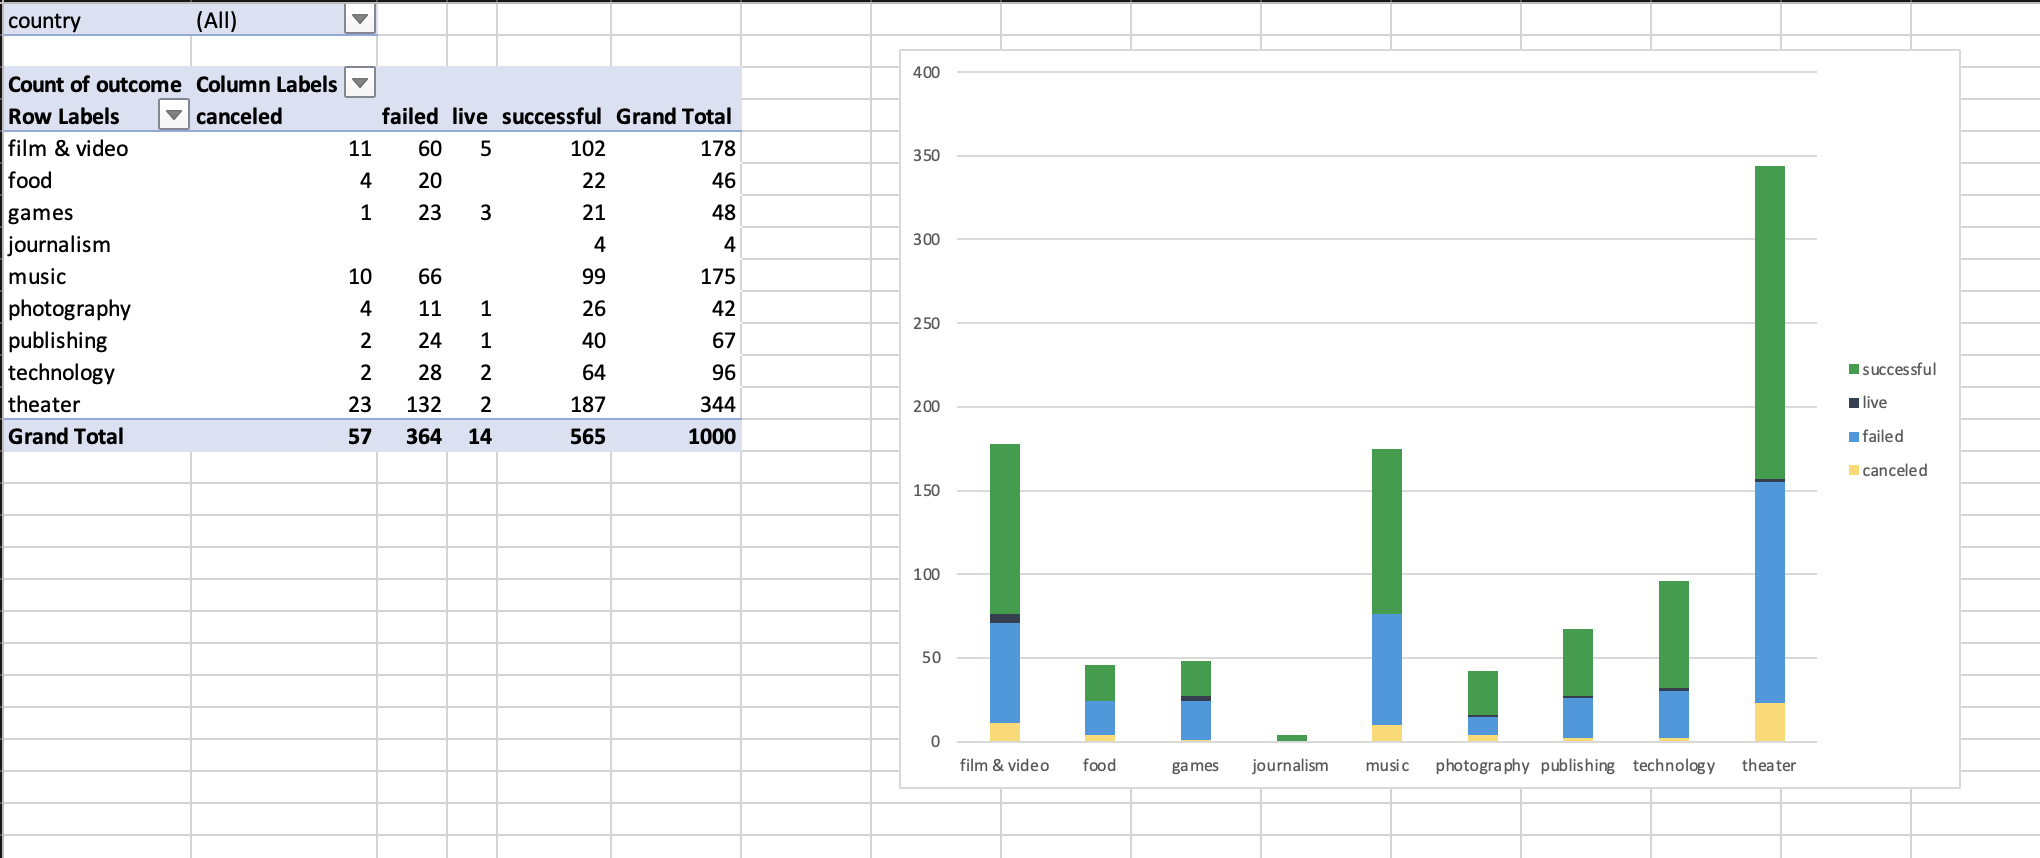 country (All)
Count of outcome Column Labels
Row Labels canceled failed live successful Grand Total
film & video 11 60 5 102 178
food 4 20 22 46
games 1 23 3 21 48
journalism 4 4
music 10 66 99 175
photography 4 11 1 26 42
publishing 2 24 1 40 67
technology 2 28 2 64 96
theater 23 132 2 187 344
Grand Total 57 364 14 565 1000
400
350
300
250
200
150
100
50
0
film & video food games journalism music photography publishing technology theater
successful
live
failed
canceled